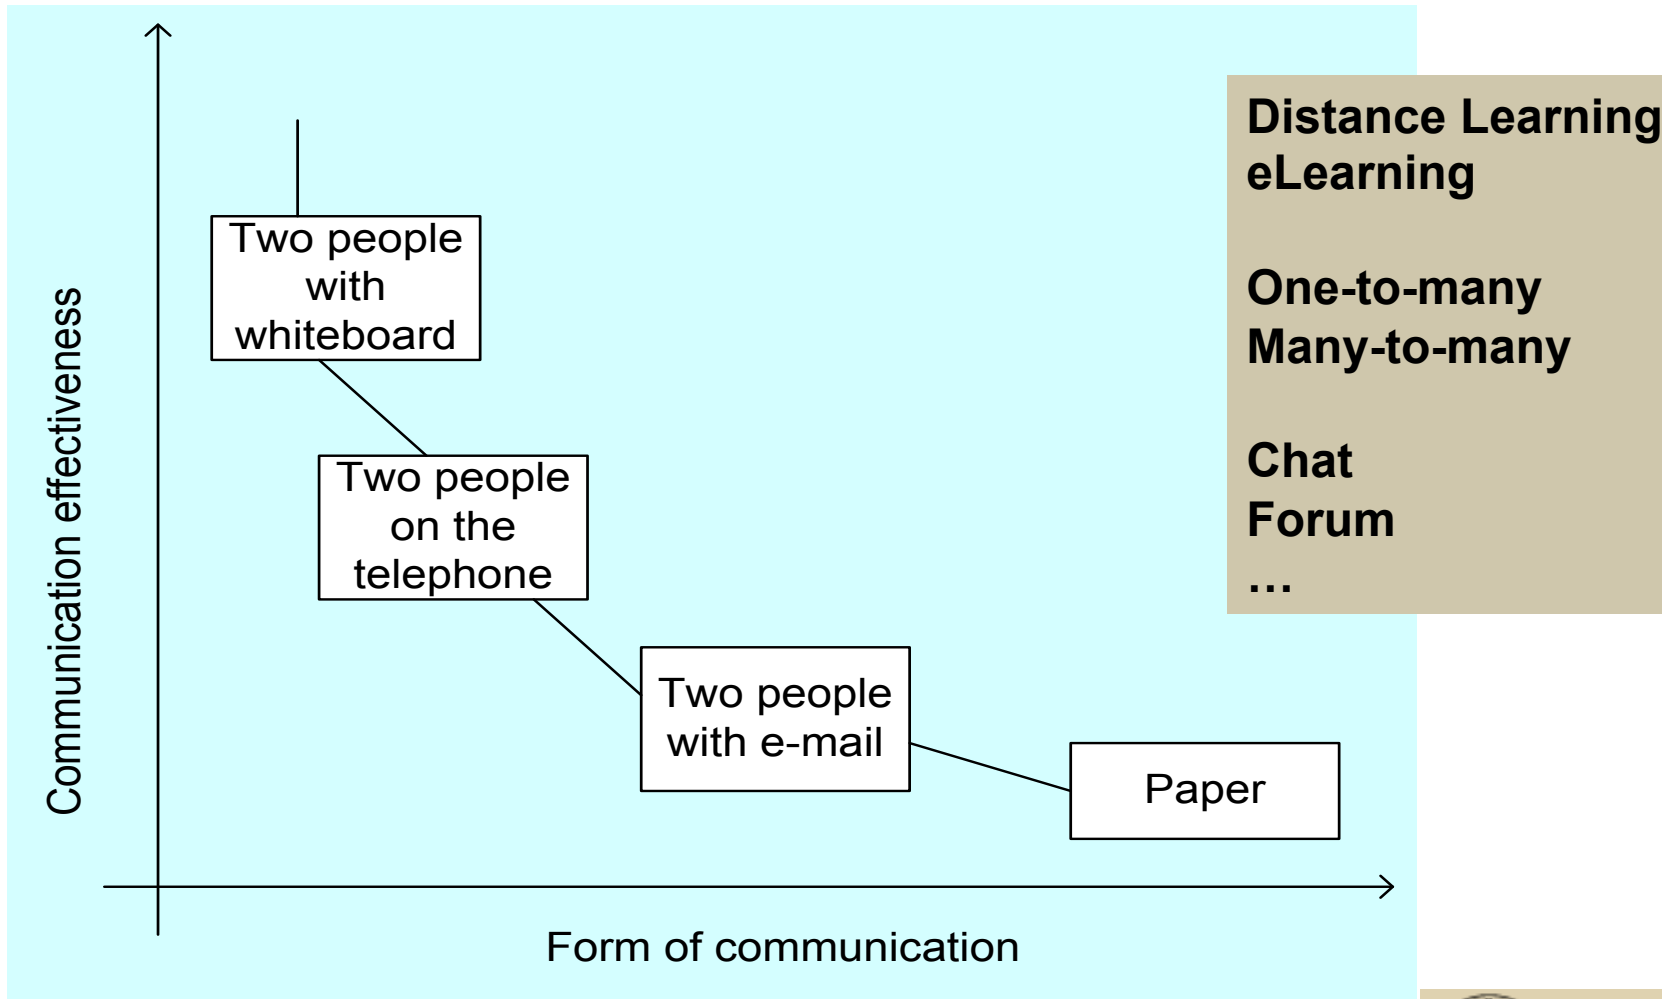 Communication effectiveness
Two people
with
whiteboard
Two people
on the
telephone
Two people
with e-mail
Paper
Form of communication
Distance Learning
eLearning
One-to-many
Many-to-many
Chat
Forum
…